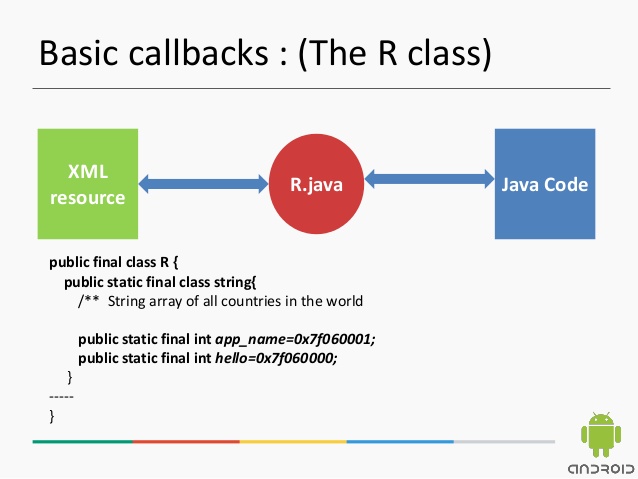 Basic callbacks : (The R class)
XML
resource
R.java
Java Code
public final class R {
public static final class string{
/** String array of all countries in the world
public static final int app_name=0x7f060001;
public static final int hello=0x7f060000;
}
-----
}
ANDROID